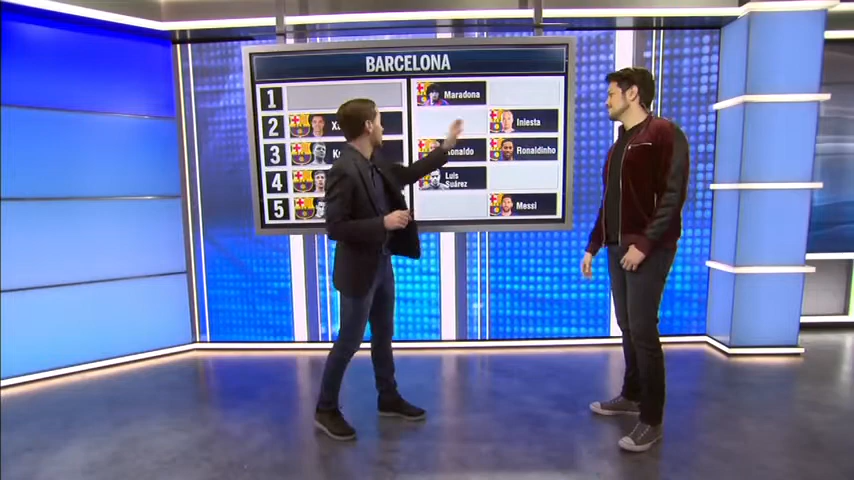 BARCELONA
1
Maradona
2
Iniesta
3
Ronaldinho
4
Luis
Suárez
5
Messi